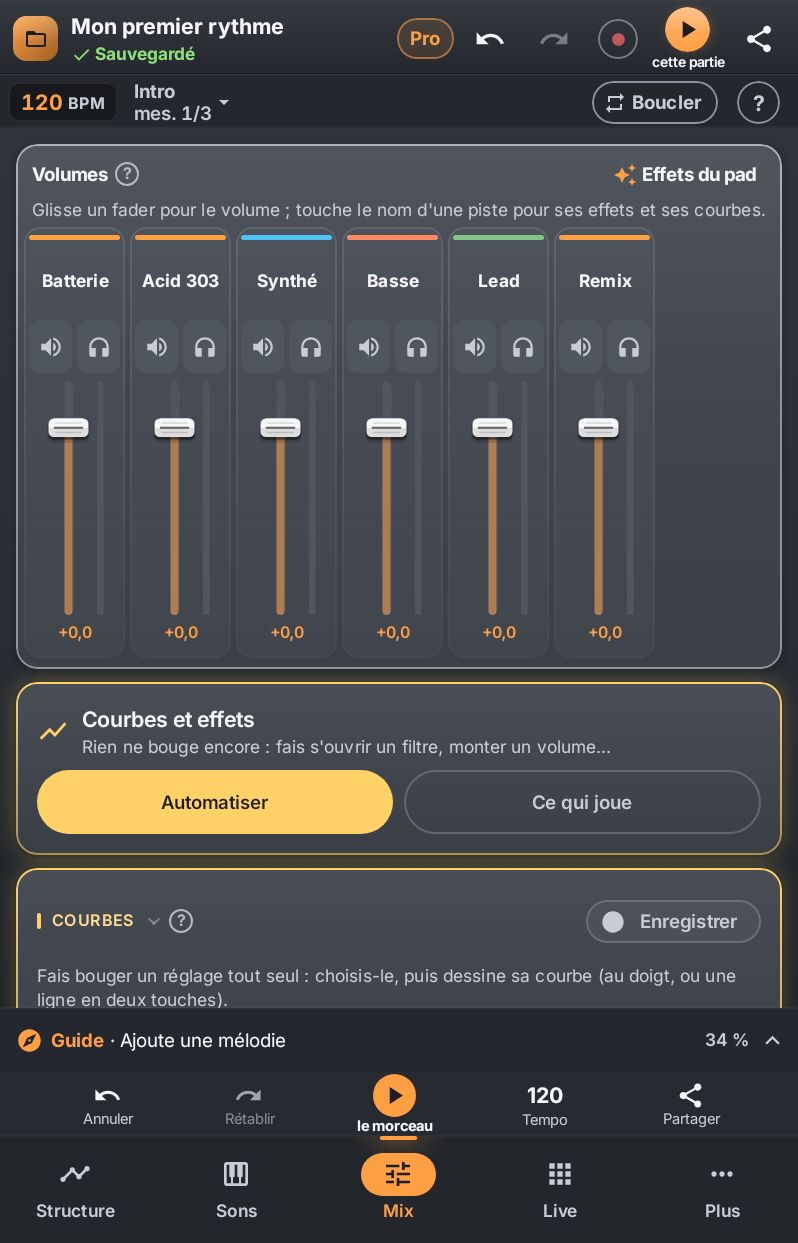 Mon premier rythme
Sauvegardé
Pro
cette partie
120 BPM
Intro
mes. 1/3
Boucler
?
Volumes ?
Effets du pad
Glisse un fader pour le volume ; touche le nom d'une piste pour ses effets et ses courbes.
Batterie
Acid 303
Synthé
Basse
Lead
Remix
+0,0
+0,0
+0,0
+0,0
+0,0
+0,0
Courbes et effets
Rien ne bouge encore : fais s'ouvrir un filtre, monter un volume...
Automatiser
Ce qui joue
COURBES
?
Enregistrer
Fais bouger un réglage tout seul : choisis-le, puis dessine sa courbe (au doigt, ou une
ligne en deux touches).
Guide · Ajoute une mélodie
34 %
Annuler
Rétablir
le morceau
120
Tempo
Partager
Structure
Sons
Mix
Live
Plus